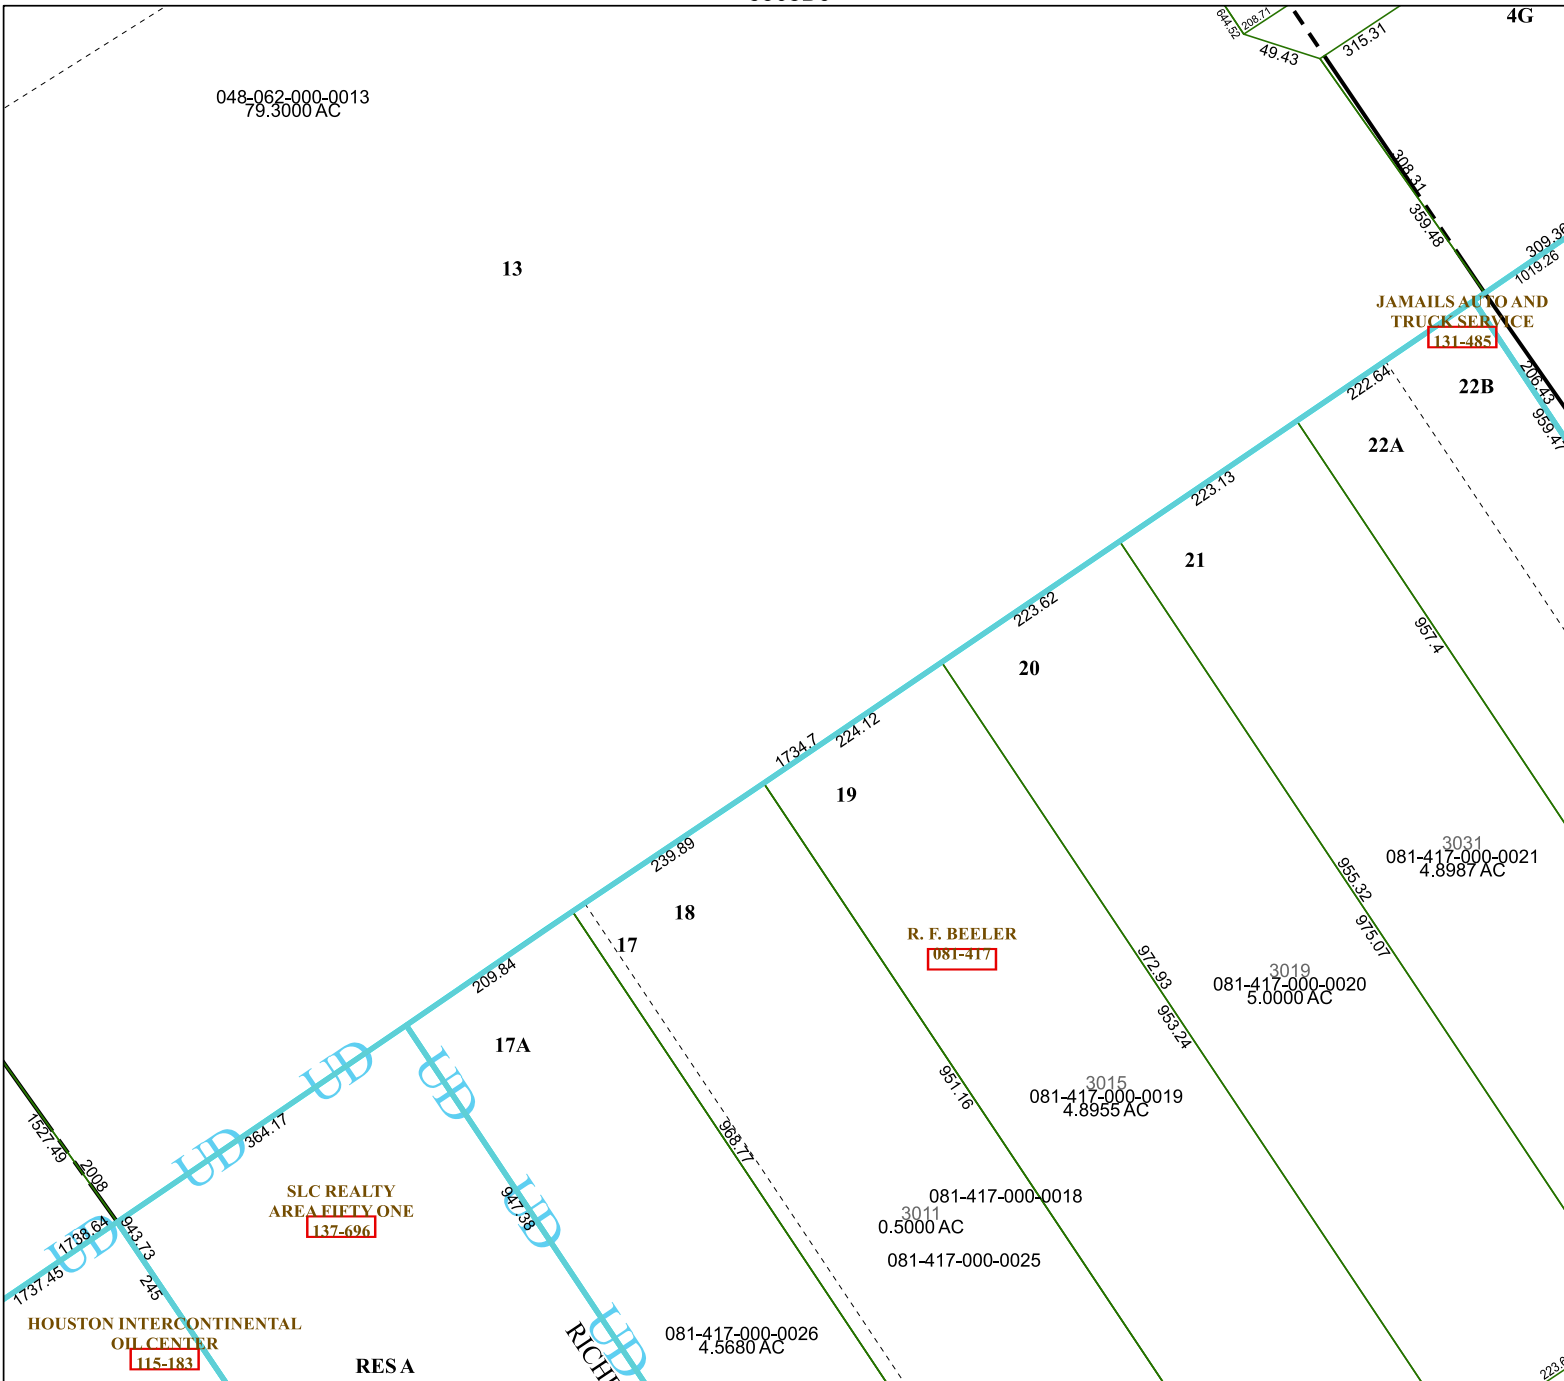 4G
644.52
208.71
49.43
315.31
048-062-000-0013
79.3000 AC
308.31
359.48
309.36
1019.26
13
JAMAILS AUTO AND
TRUCK SERVICE
131-485
222.64
22B
206.43
959.47
22A
223.13
21
223.62
20
957.4
1734.7
224.12
19
239.89
3031
081-417-000-0021
4.8987 AC
955.32
975.07
18
17
R. F. BEELER
081-417
209.84
972.93
953.24
3019
081-417-000-0020
5.0000 AC
17A
UD
UD
951.16
3015
081-417-000-0019
4.8955 AC
1527.49
2008
364.17
UD
968.77
SLC REALTY
AREA FIFTY ONE
137-696
947.38
UD
081-417-000-0018
3011
0.5000 AC
081-417-000-0025
1738.64
943.73
UD
1737.45
245
HOUSTON INTERCONTINENTAL
OIL CENTER
115-183
RES A
UD
081-417-000-0026
4.5680 AC